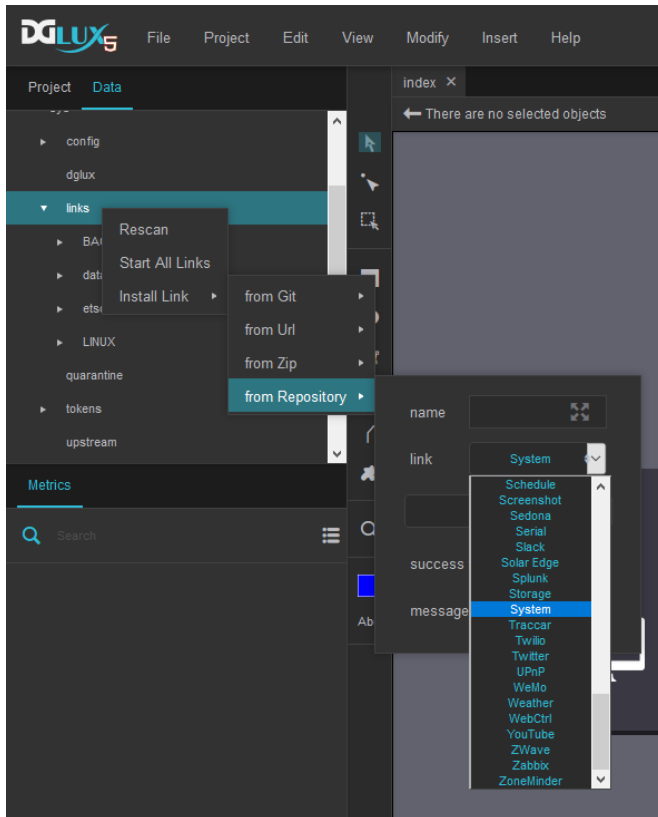 DGLUX5
File Project Edit View Modify Insert Help
Project Data
index ×
There are no selected objects
config
dglux
links
Rescan
Start All Links
Install Link
from Git
from Url
from Zip
from Repository
LINUX
quarantine
tokens
upstream
name
link System
Schedule
Screenshot
Sedona
Serial
Slack
Solar Edge
Splunk
Storage
System
Traccar
Twilio
Twitter
UPnP
WeMo
Weather
WebCtrl
YouTube
ZWave
Zabbix
ZoneMinder
success
message
Metrics
Search